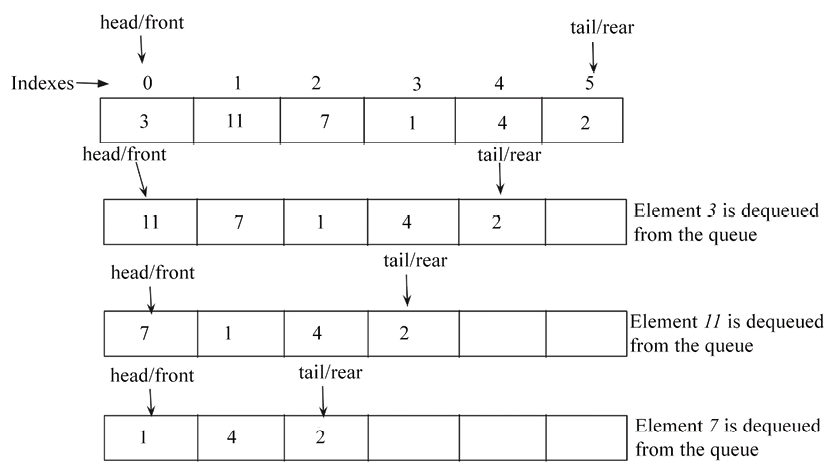 head/front
tail/rear
Indexes 0 1 2 3 4 5
3 11 7 1 4 2
head/front tail/rear
11 7 1 4 2
Element 3 is dequeued
from the queue
head/front tail/rear
7 1 4 2
Element 11 is dequeued
from the queue
head/front tail/rear
1 4 2
Element 7 is dequeued
from the queue